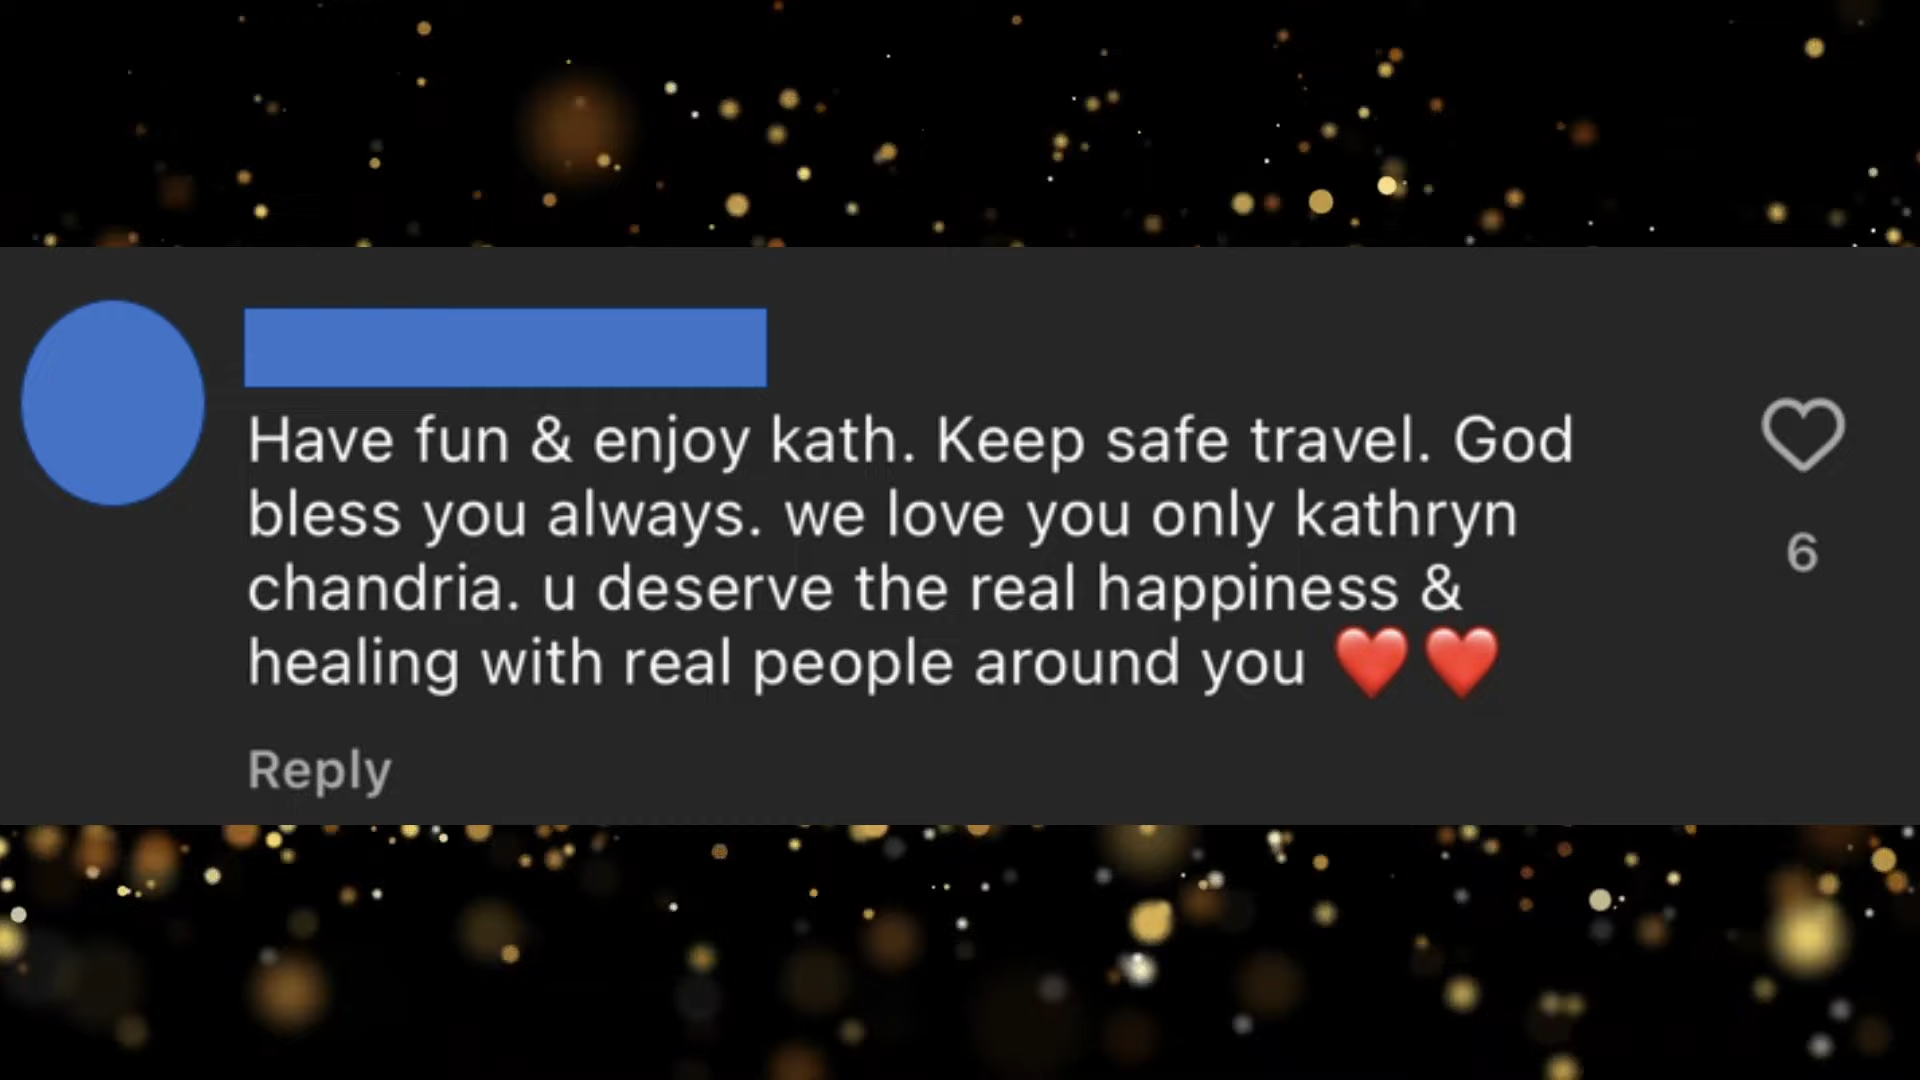 Have fun & enjoy kath. Keep safe travel. God
bless you always. we love you only kathryn
chandria. u deserve the real happiness &
healing with real people around you ❤️❤️
6
Reply